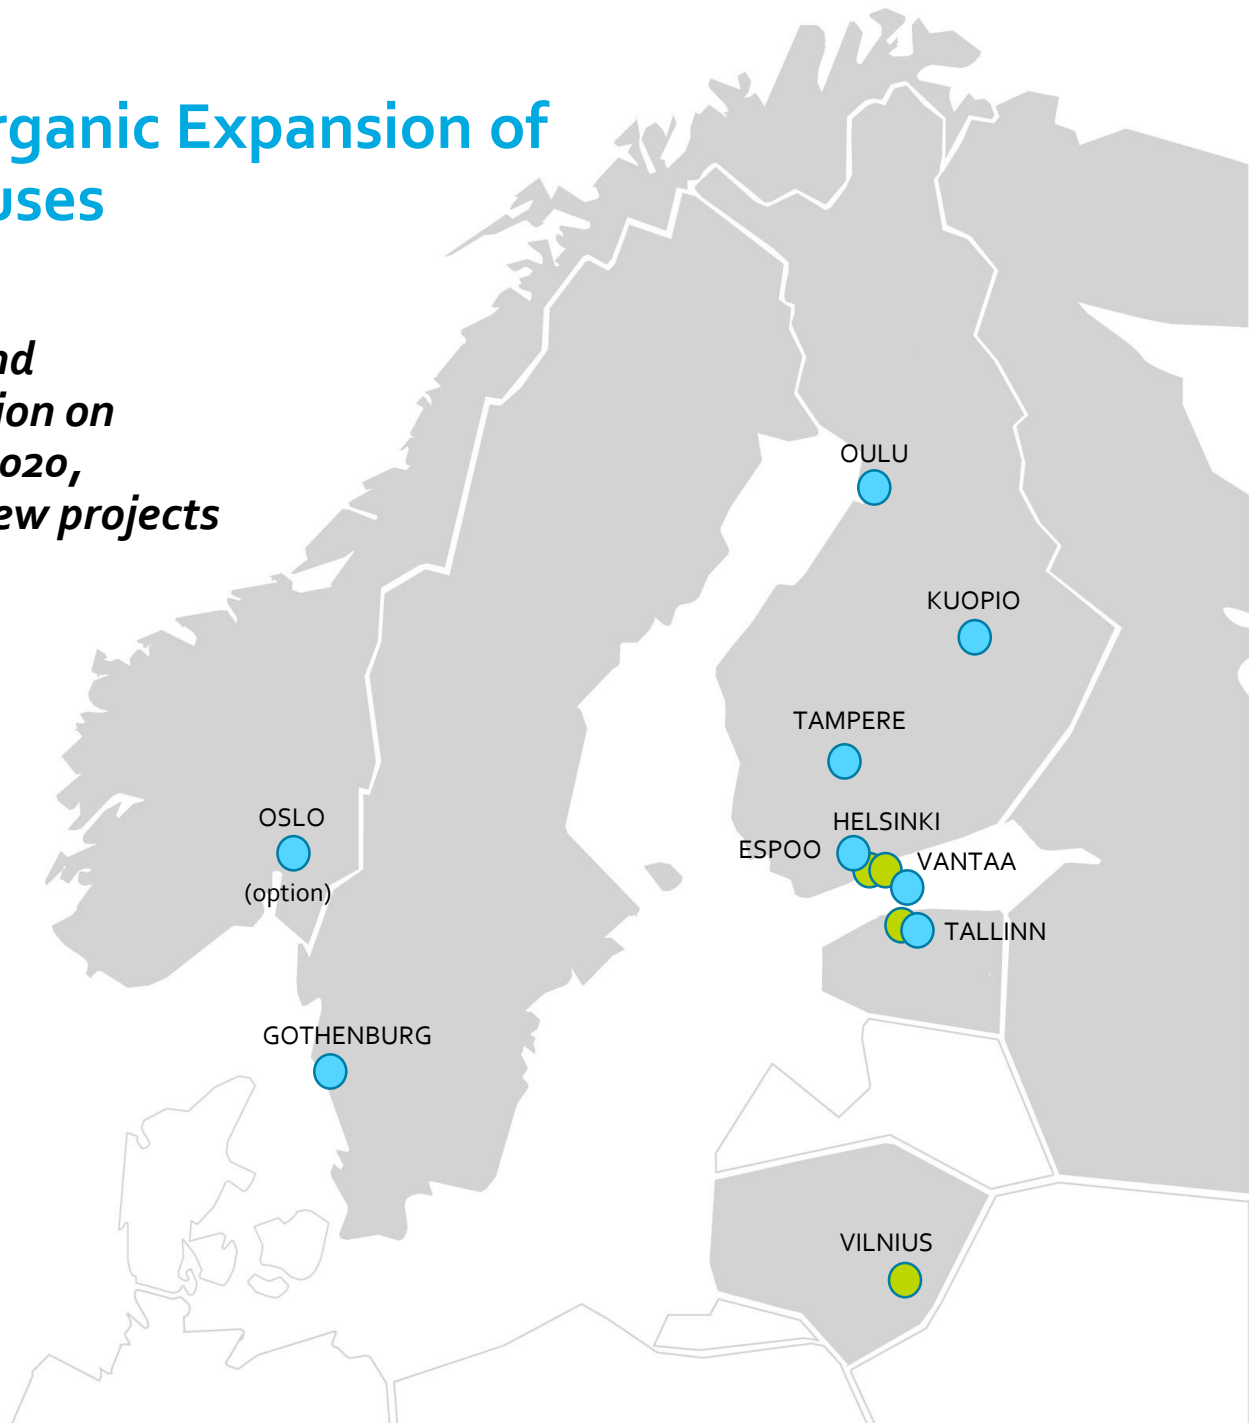 rganic Expansion of
uses
nd
ion on
020,
ew projects
OULU
KUOPIO
TAMPERE
HELSINKI
ESPOO
VANTAA
TALLINN
OSLO
(option)
GOTHENBURG
VILNIUS